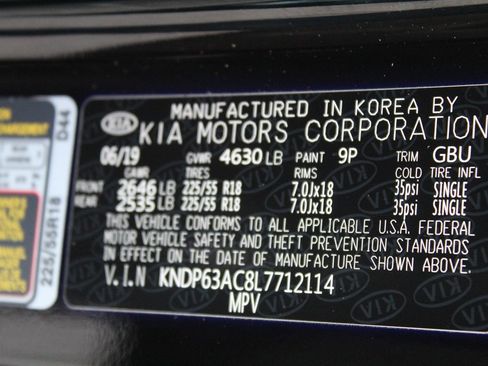 MANUFACTURED IN KOREA BY
KIA KIA MOTORS CORPORATION
06/19 GVWR 4630 LB PAINT 9P TRIM GBU
GAWR TIRES RIMS COLD TIRE INFL
FRONT 2646 LB 225/55 R18 7.0Jx18 35psi SINGLE
REAR 2535 LB 225/55 R18 7.0Jx18 35psi SINGLE
THIS VEHICLE CONFORMS TO ALL APPLICABLE U.S.A. FEDERAL
MOTOR VEHICLE SAFETY AND THEFT PREVENTION STANDARDS
IN EFFECT ON THE DATE OF MANUFACTURE SHOWN ABOVE.
V.I.N KNDP63AC8L7712114
MPV
D44
225/55R18